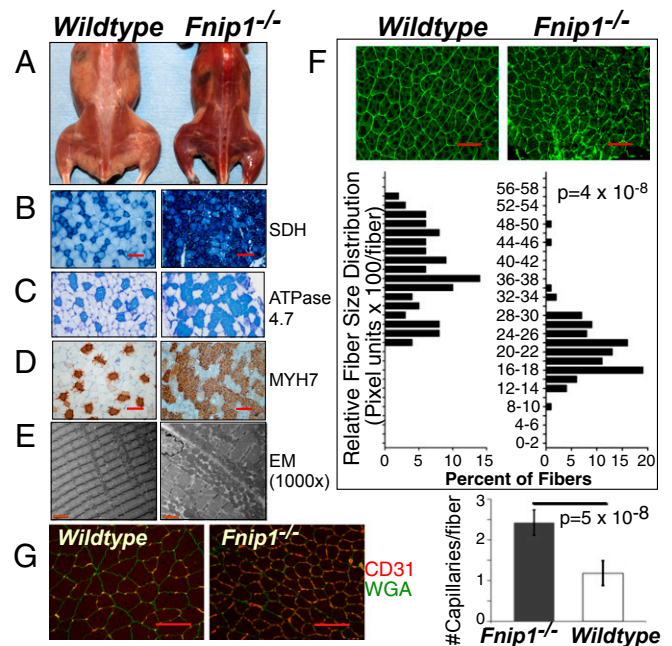 Wildtype Fnip1-/-
A
B
SDH
C
ATPase
4.7
D
MYH7
E
EM
(1000x)
F
Wildtype Fnip1-/-
Relative Fiber Size Distribution
(Pixel units x 100/fiber)
p=4 x 10-8
56-58
52-54
48-50
44-46
40-42
36-38
32-34
28-30
24-26
20-22
16-18
12-14
8-10
4-6
0-2
0 5 10 15
0 5 10 15 20
Percent of Fibers
G
Wildtype
Fnip1-/-
CD31
WGA
#Capillaries/fiber
3
2
1
0
p=5 x 10-8
Fnip1-/- Wildtype